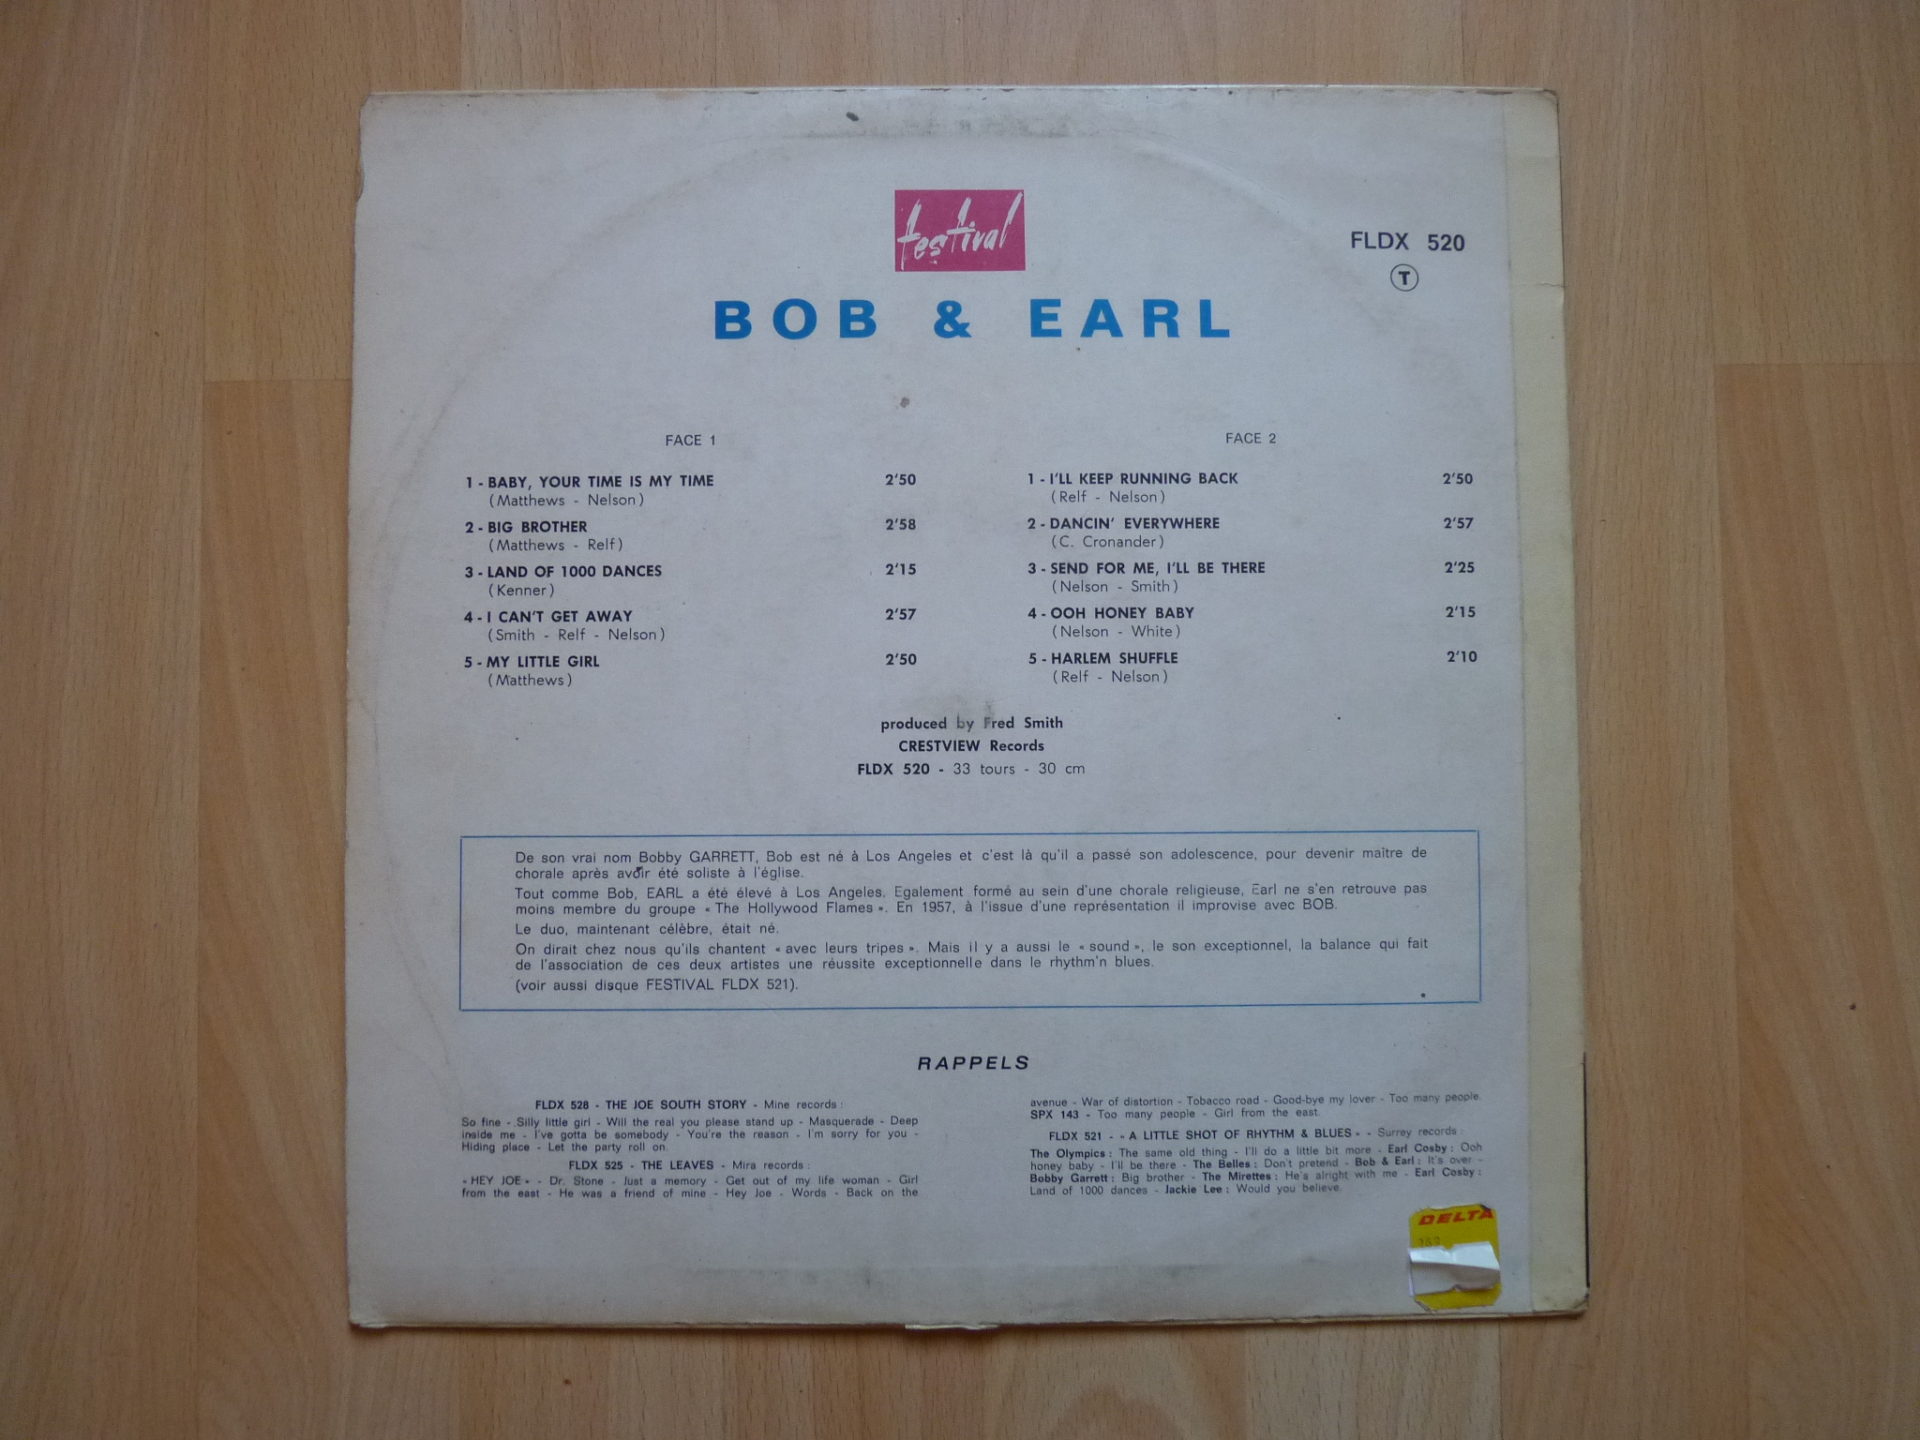 festival
FLDX 520
T
BOB & EARL
FACE 1
1 - BABY, YOUR TIME IS MY TIME 2'50
(Matthews - Nelson)
2 - BIG BROTHER 2'58
(Matthews - Relf)
3 - LAND OF 1000 DANCES 2'15
(Kenner)
4 - I CAN'T GET AWAY 2'57
(Smith - Relf - Nelson)
5 - MY LITTLE GIRL 2'50
(Matthews)
FACE 2
1 - I'LL KEEP RUNNING BACK 2'50
(Relf - Nelson)
2 - DANCIN' EVERYWHERE 2'57
(C. Cronander)
3 - SEND FOR ME, I'LL BE THERE 2'25
(Nelson - Smith)
4 - OOH HONEY BABY 2'15
(Nelson - White)
5 - HARLEM SHUFFLE 2'10
(Relf - Nelson)
produced by Fred Smith
CRESTVIEW Records
FLDX 520 - 33 tours - 30 cm
De son vrai nom Bobby GARRETT, Bob est né à Los Angeles et c'est là qu'il a passé son adolescence, pour devenir maître de
chorale après avoir été soliste à l'église.
Tout comme Bob, EARL a été élevé à Los Angeles. Egalement formé au sein d'une chorale religieuse, Earl ne s'en retrouve pas
moins membre du groupe « The Hollywood Flames ». En 1957, à l'issue d'une représentation il improvise avec BOB.
Le duo, maintenant célèbre, était né.
On dirait chez nous qu'ils chantent « avec leurs tripes ». Mais il y a aussi le « sound », le son exceptionnel, la balance qui fait
de l'association de ces deux artistes une réussite exceptionnelle dans le rhythm'n blues.
(voir aussi disque FESTIVAL FLDX 521).
RAPPELS
FLDX 528 - THE JOE SOUTH STORY - Mine records :
So fine - Silly little girl - Will the real you please stand up - Masquerade - Deep
inside me - I've gotta be somebody - You're the reason - I'm sorry for you -
Hiding place - Let the party roll on.
FLDX 525 - THE LEAVES - Mira records :
« HEY JOE » - Dr. Stone - Just a memory - Get out of my life woman - Girl
from the east - He was a friend of mine - Hey Joe - Words - Back on the
avenue - War of distortion - Tobacco road - Good-bye my lover - Too many people.
SPX 143 - Too many people - Girl from the east.
FLDX 521 - « A LITTLE SHOT OF RHYTHM & BLUES » - Surrey records :
The Olympics : The same old thing - I'll do a little bit more - Earl Cosby : Ooh
honey baby - I'll be there - The Belles : Don't pretend - Bob & Earl : It's over -
Bobby Garrett : Big brother - The Mirettes : He's alright with me - Earl Cosby :
Land of 1000 dances - Jackie Lee : Would you believe.
DELTA